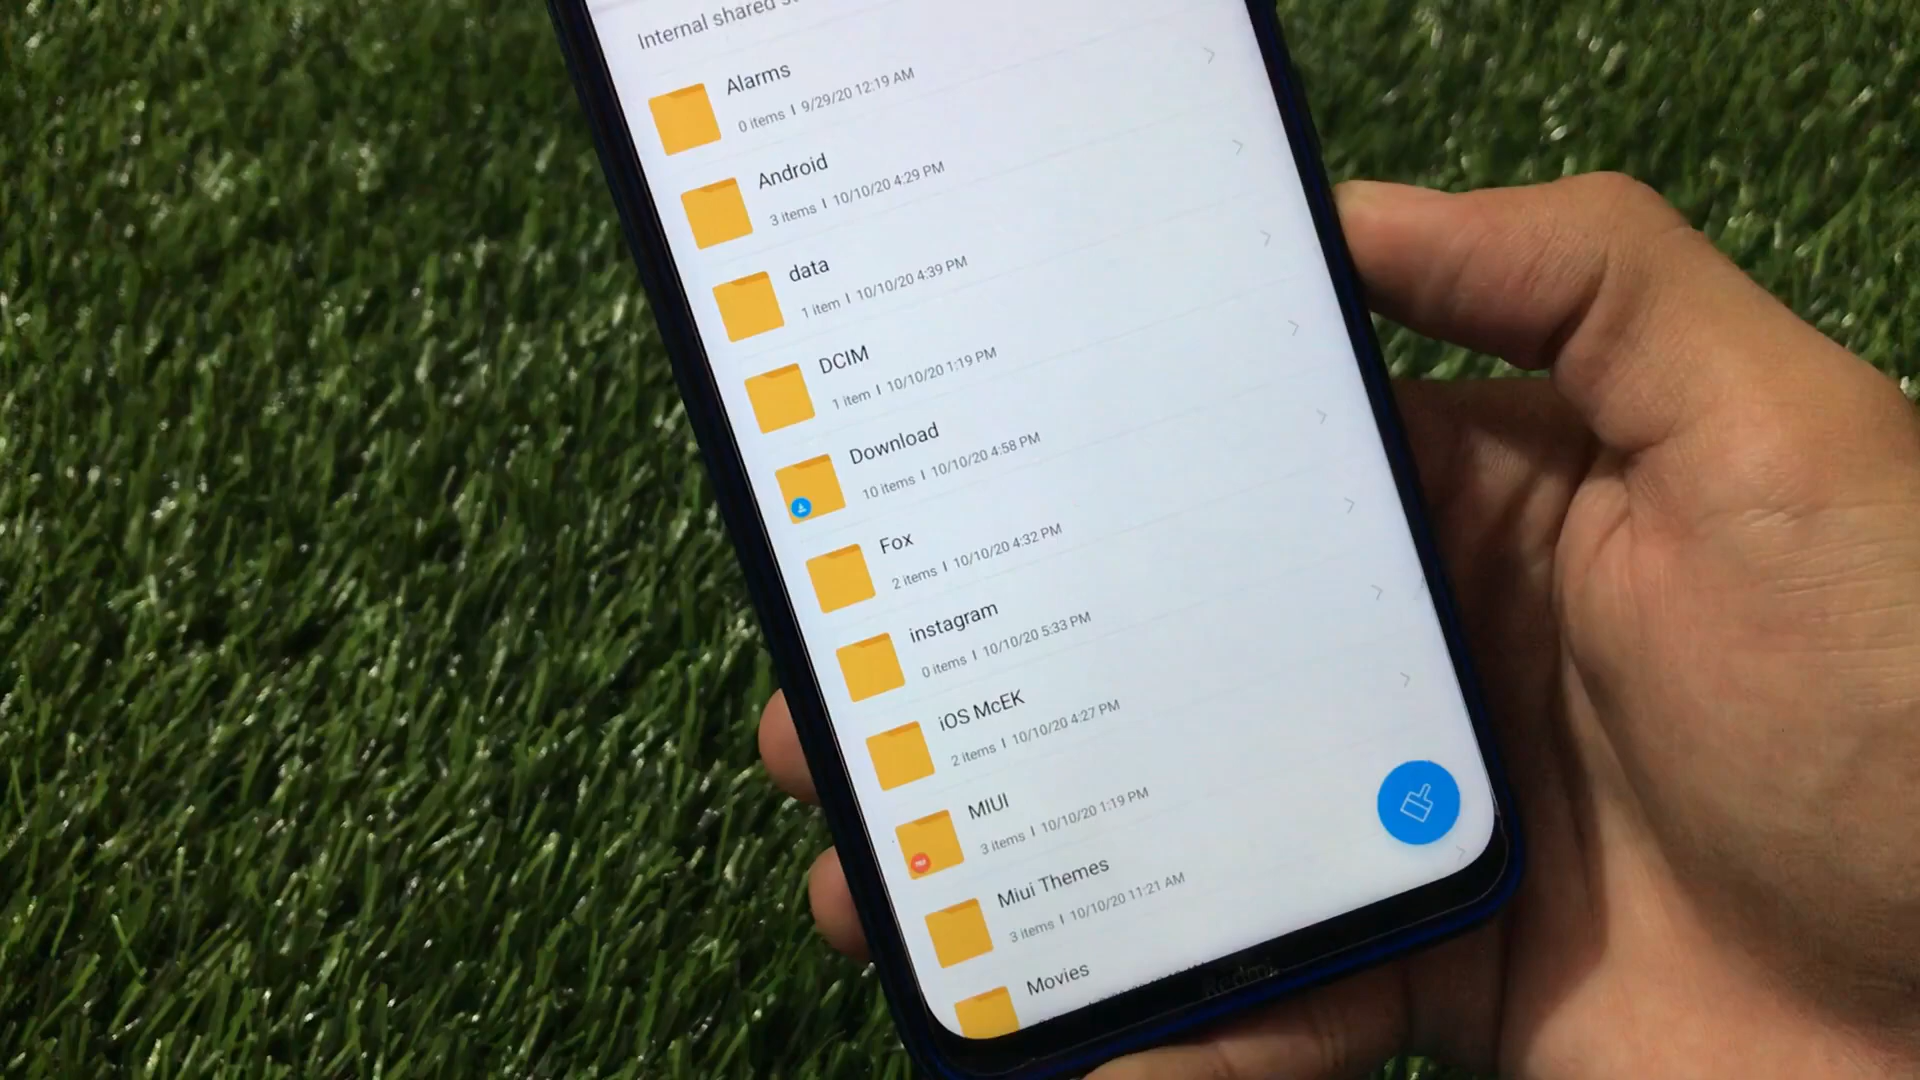 Internal shared
Alarms
0 items | 9/29/20 12:19 AM
Android
3 items | 10/10/20 4:29 PM
data
1 item | 10/10/20 4:39 PM
DCIM
1 item | 10/10/20 1:19 PM
Download
10 items | 10/10/20 4:58 PM
Fox
2 items | 10/10/20 4:32 PM
instagram
0 items | 10/10/20 5:33 PM
iOS McEK
2 items | 10/10/20 4:27 PM
MIUI
3 items | 10/10/20 1:19 PM
Miui Themes
3 items | 10/10/20 11:21 AM
Movies
Redmi